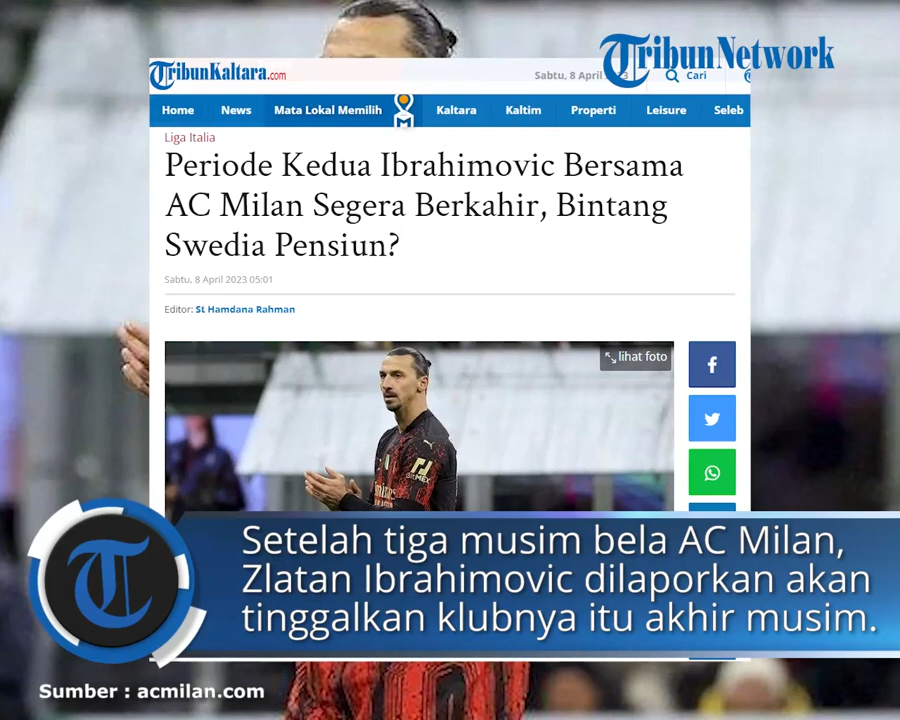 TribunNetwork
TribunKaltara.com
Sabtu, 8 April
Cari
Home News Mata Lokal Memilih Kaltara Kaltim Properti Leisure Seleb
Liga Italia
Periode Kedua Ibrahimovic Bersama
AC Milan Segera Berkahir, Bintang
Swedia Pensiun?
Sabtu, 8 April 2023 05:01
Editor: St Hamdana Rahman
lihat foto
BITMEX
Setelah tiga musim bela AC Milan,
Zlatan Ibrahimovic dilaporkan akan
tinggalkan klubnya itu akhir musim.
Sumber : acmilan.com